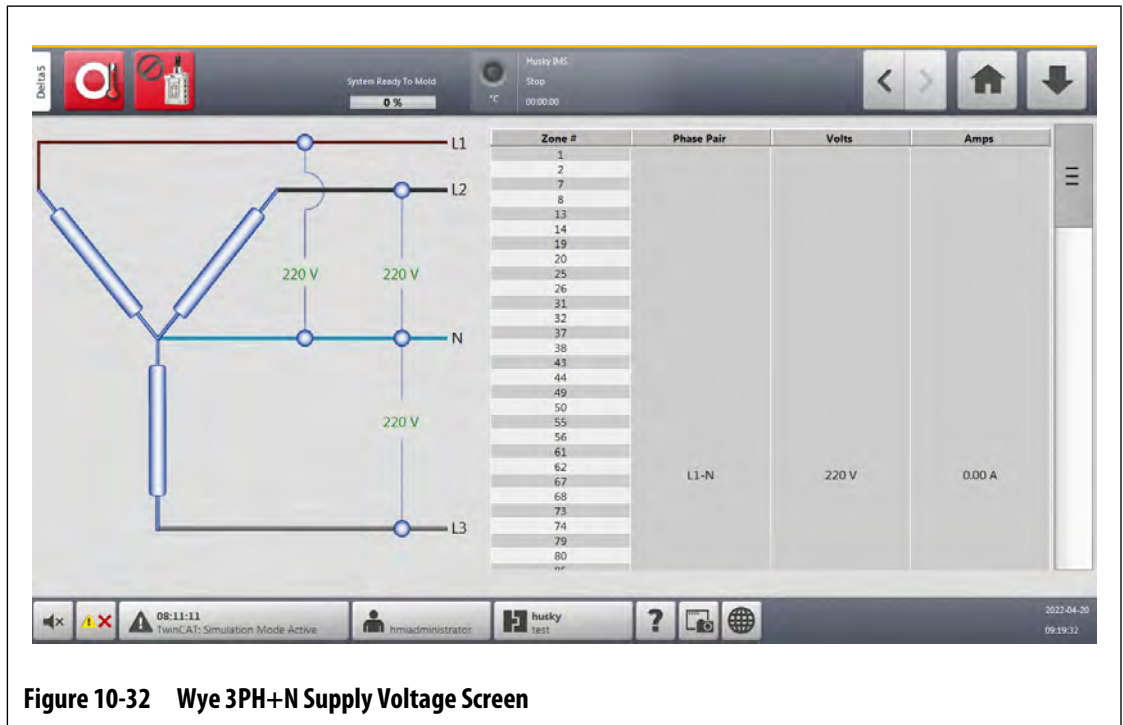 Delta5
System Ready To Mold
0 %
°C
Husky IMS
Stop
00:00:00
L1
L2
220 V 220 V
N
220 V
L3
Zone # Phase Pair Volts Amps
1
2
7
8
13
14
19
20
25
26
31
32
37
38
43
44
49
50
55
56
61
62
67
68
73
74
79
80
L1-N 220 V 0.00 A
08:11:11
TwinCAT: Simulation Mode Active
hmiadministrator
husky
test
?
2022-04-20
09:19:32
Figure 10-32 Wye 3PH+N Supply Voltage Screen